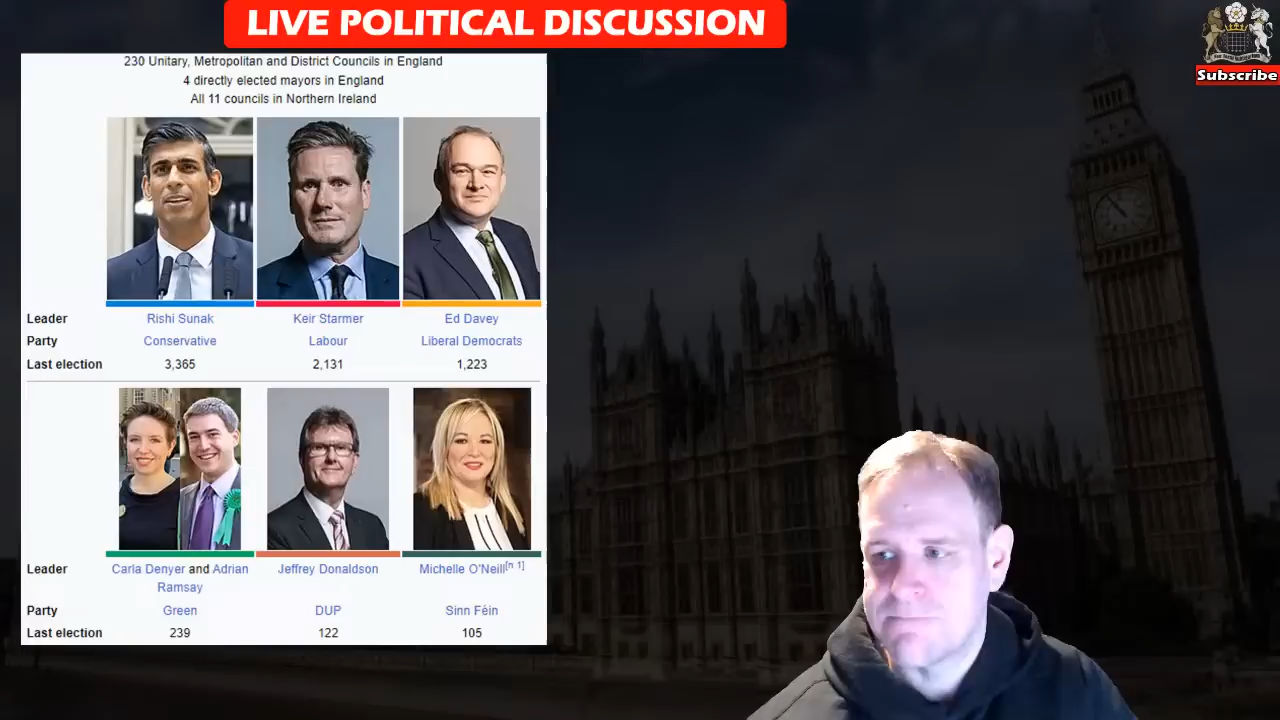 LIVE POLITICAL DISCUSSION
Subscribe
230 Unitary, Metropolitan and District Councils in England
4 directly elected mayors in England
All 11 councils in Northern Ireland
Leader Rishi Sunak Keir Starmer Ed Davey
Party Conservative Labour Liberal Democrats
Last election 3,365 2,131 1,223
Leader Carla Denyer and Adrian Ramsay Jeffrey Donaldson Michelle O'Neill[n 1]
Party Green DUP Sinn Féin
Last election 239 122 105